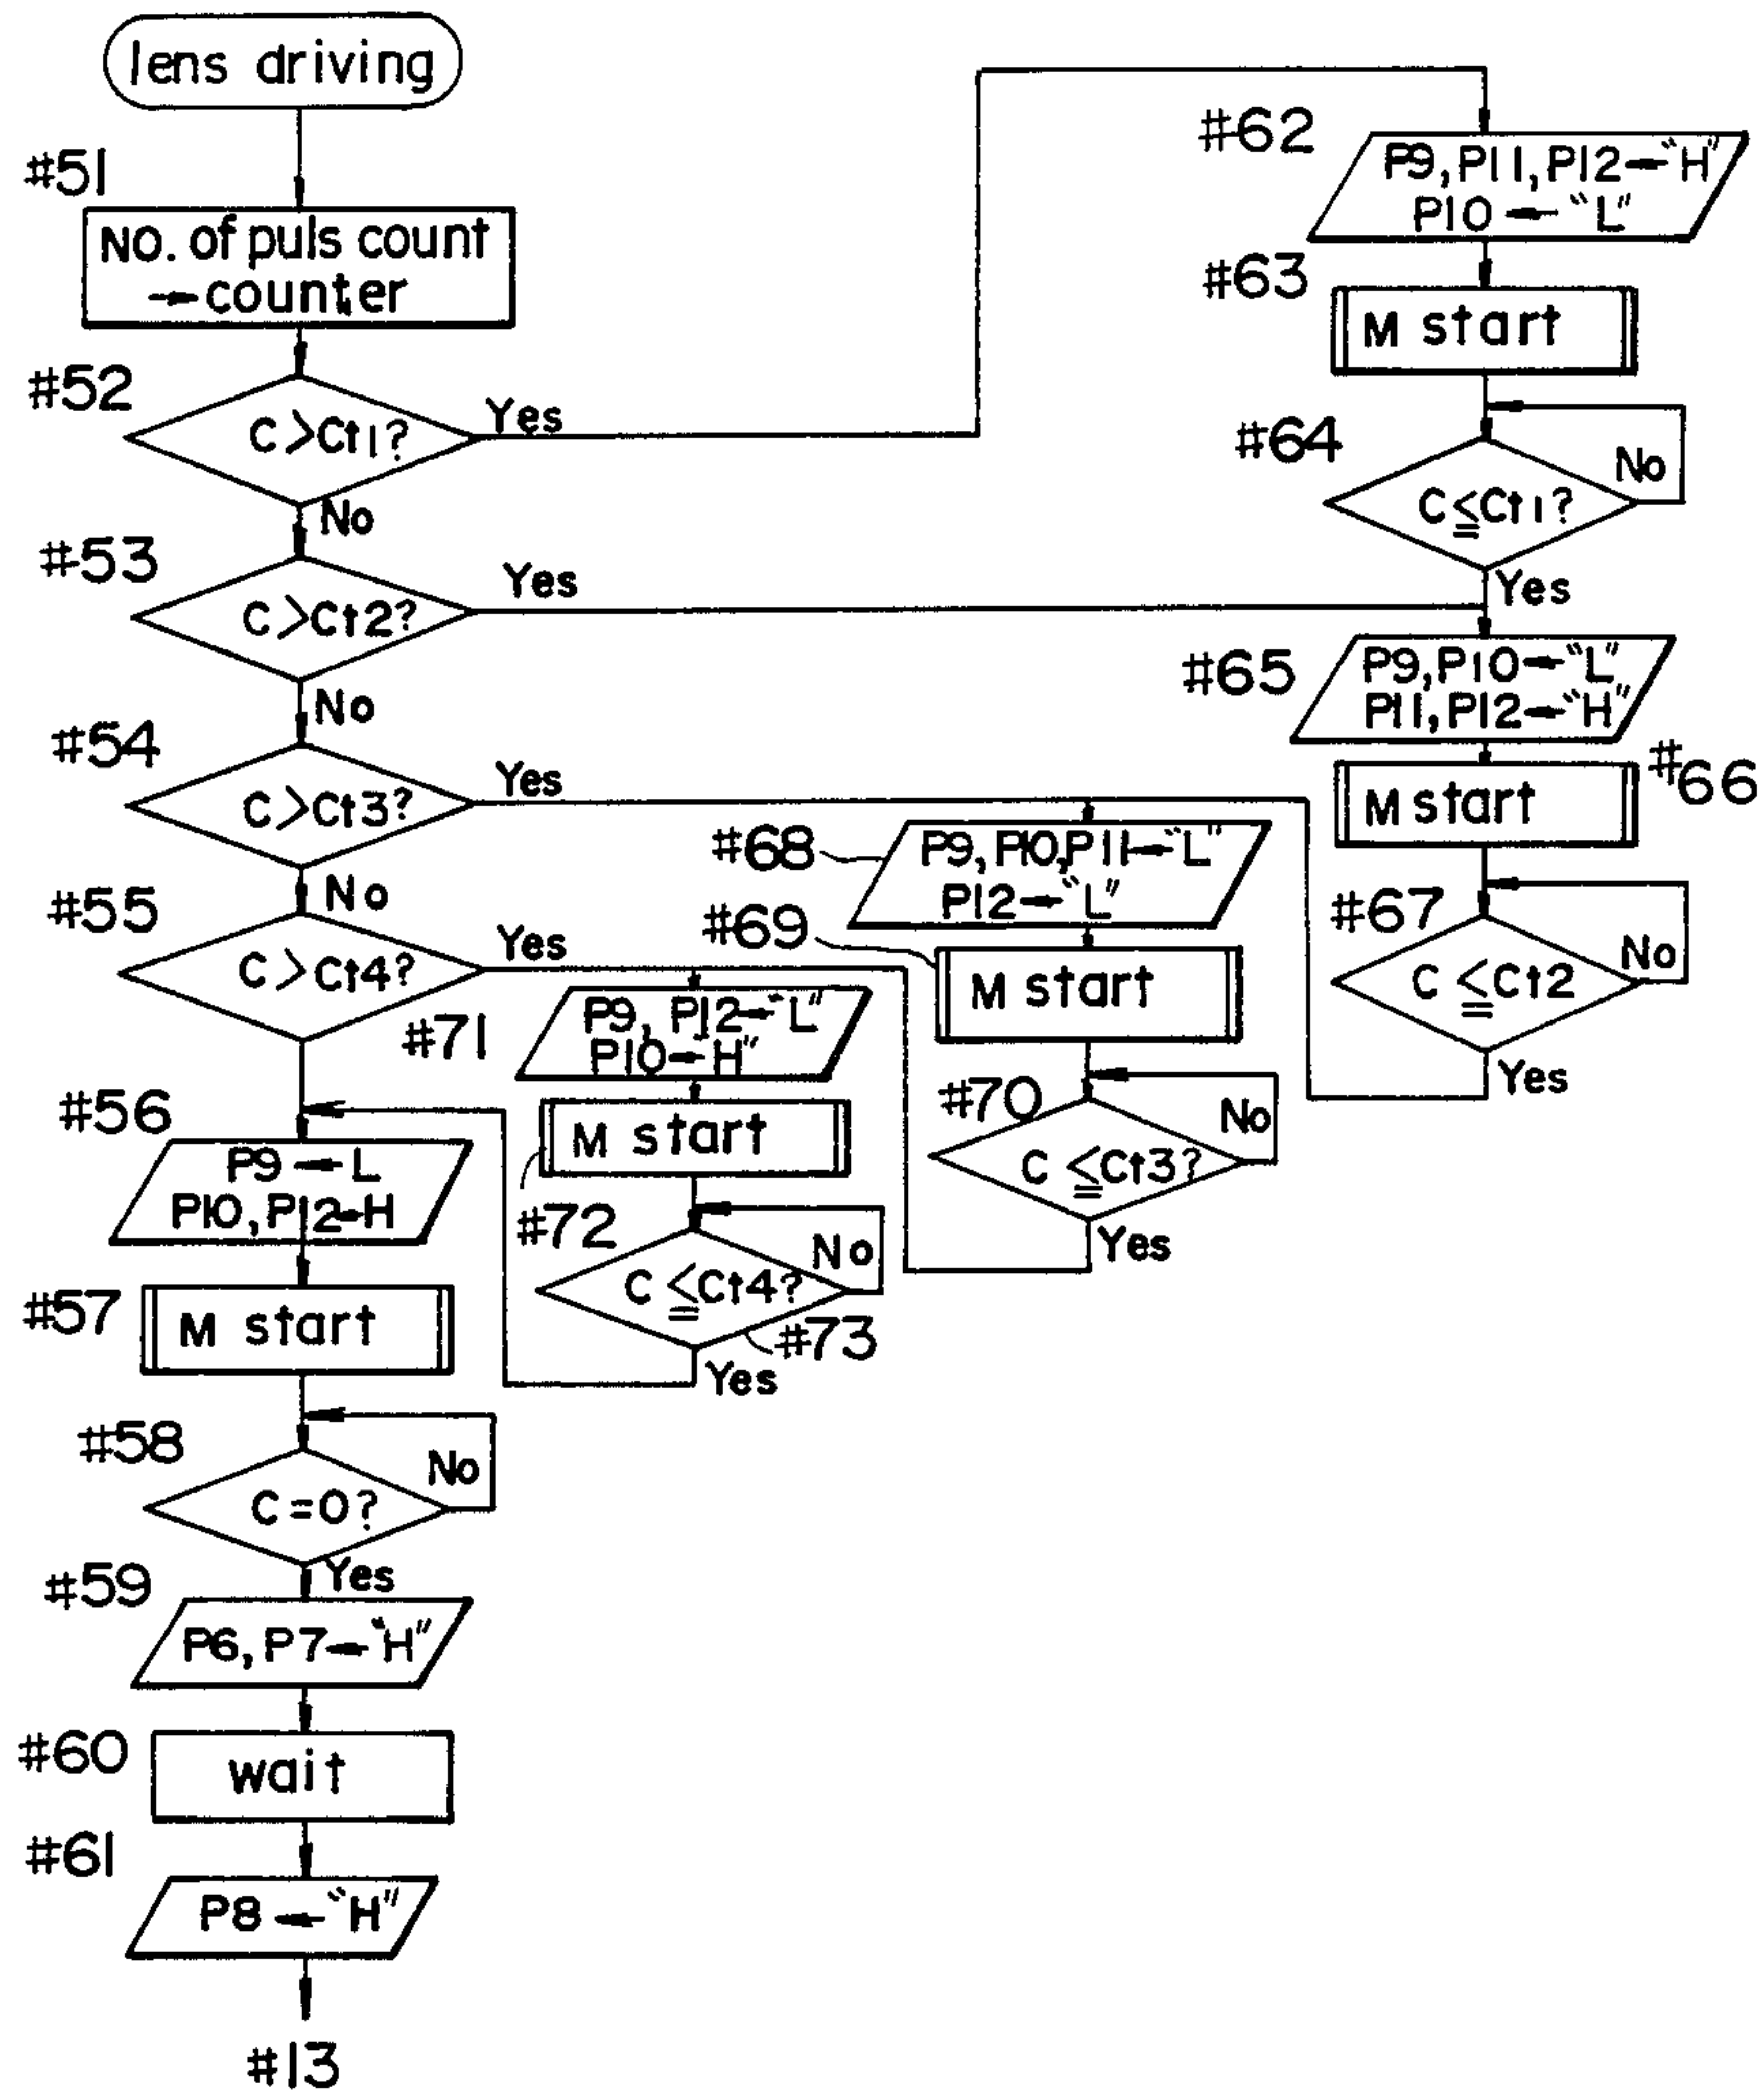 lens driving
#51
NO. of puls count
→counter
#52
C>Ct1?
Yes
No
#53
C>Ct2?
Yes
No
#54
C>Ct3?
Yes
No
#55
C>Ct4?
Yes
#56
P9←L
P10,P12←H
#57
M start
#58
C=0?
No
Yes
#59
P6,P7←"H"
#60
wait
#61
P8←"H"
#13
#62
P9,P11,P12←"H"
P10←"L"
#63
M start
#64
C≦Ct1?
No
Yes
#65
P9,P10←"L"
P11,P12←"H"
#66
M start
#67
C≦Ct2
No
Yes
#68
P9,P10,P11←"L"
P12←"L"
#69
M start
#70
C≦Ct3?
No
Yes
#71
P9, P12←"L"
P10←H"
#72
M start
C≦Ct4?
No
#73
Yes